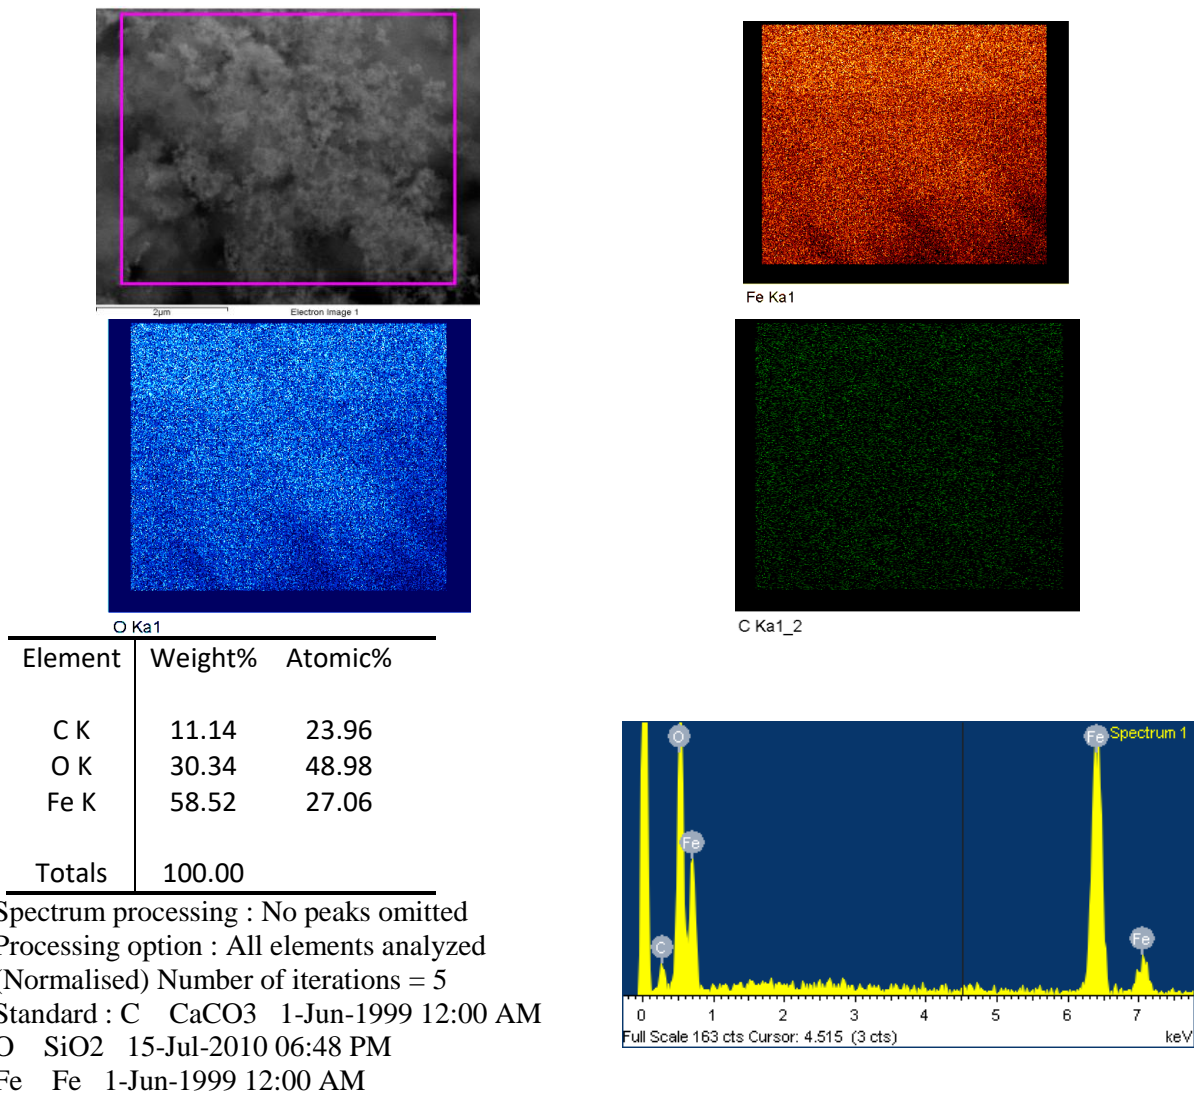 2µm Electron Image 1
Fe Ka1
O Ka1
C Ka1_2
Element Weight% Atomic%
C K 11.14 23.96
O K 30.34 48.98
Fe K 58.52 27.06
Totals 100.00
Spectrum processing : No peaks omitted
Processing option : All elements analyzed
(Normalised) Number of iterations = 5
Standard : C CaCO3 1-Jun-1999 12:00 AM
O SiO2 15-Jul-2010 06:48 PM
Fe Fe 1-Jun-1999 12:00 AM
Spectrum 1
O
Fe
C
Fe
Fe
0 1 2 3 4 5 6 7
Full Scale 163 cts Cursor: 4.515 (3 cts) keV